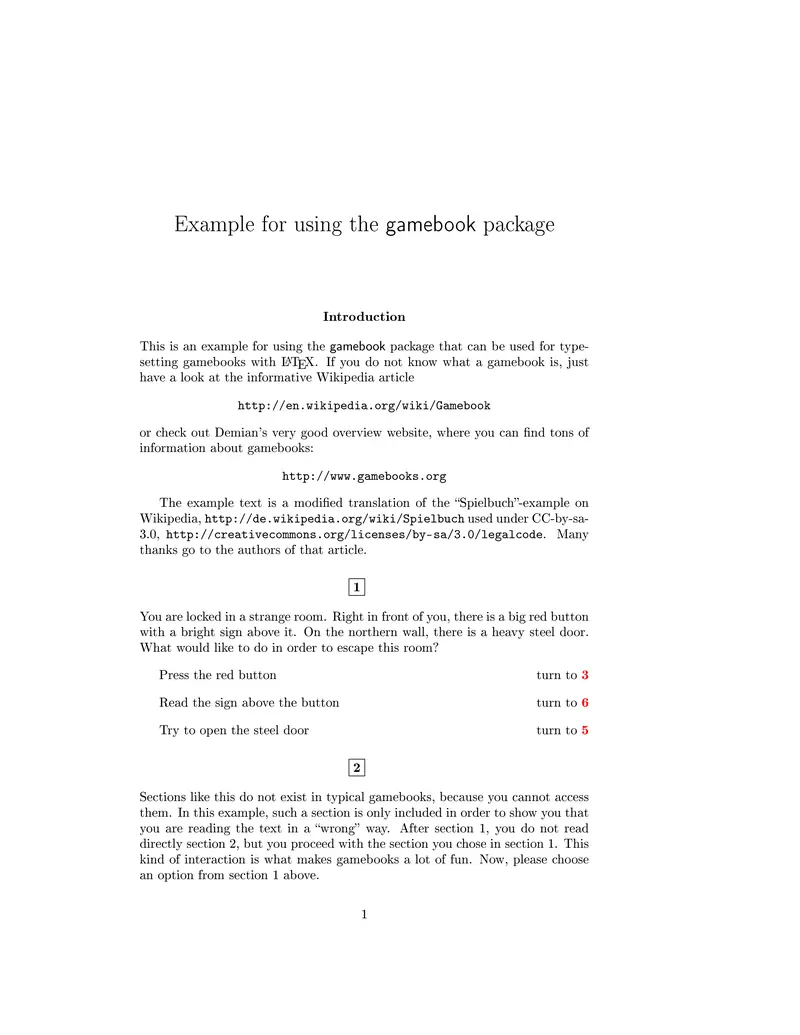 Example for using the gamebook package
Introduction
This is an example for using the gamebook package that can be used for type-
setting gamebooks with LATEX. If you do not know what a gamebook is, just
have a look at the informative Wikipedia article
http://en.wikipedia.org/wiki/Gamebook
or check out Demian’s very good overview website, where you can find tons of
information about gamebooks:
http://www.gamebooks.org
The example text is a modified translation of the “Spielbuch”-example on
Wikipedia, http://de.wikipedia.org/wiki/Spielbuch used under CC-by-sa-
3.0, http://creativecommons.org/licenses/by-sa/3.0/legalcode. Many
thanks go to the authors of that article.
1
You are locked in a strange room. Right in front of you, there is a big red button
with a bright sign above it. On the northern wall, there is a heavy steel door.
What would like to do in order to escape this room?
Press the red button turn to 3
Read the sign above the button turn to 6
Try to open the steel door turn to 5
2
Sections like this do not exist in typical gamebooks, because you cannot access
them. In this example, such a section is only included in order to show you that
you are reading the text in a “wrong” way. After section 1, you do not read
directly section 2, but you proceed with the section you chose in section 1. This
kind of interaction is what makes gamebooks a lot of fun. Now, please choose
an option from section 1 above.
1